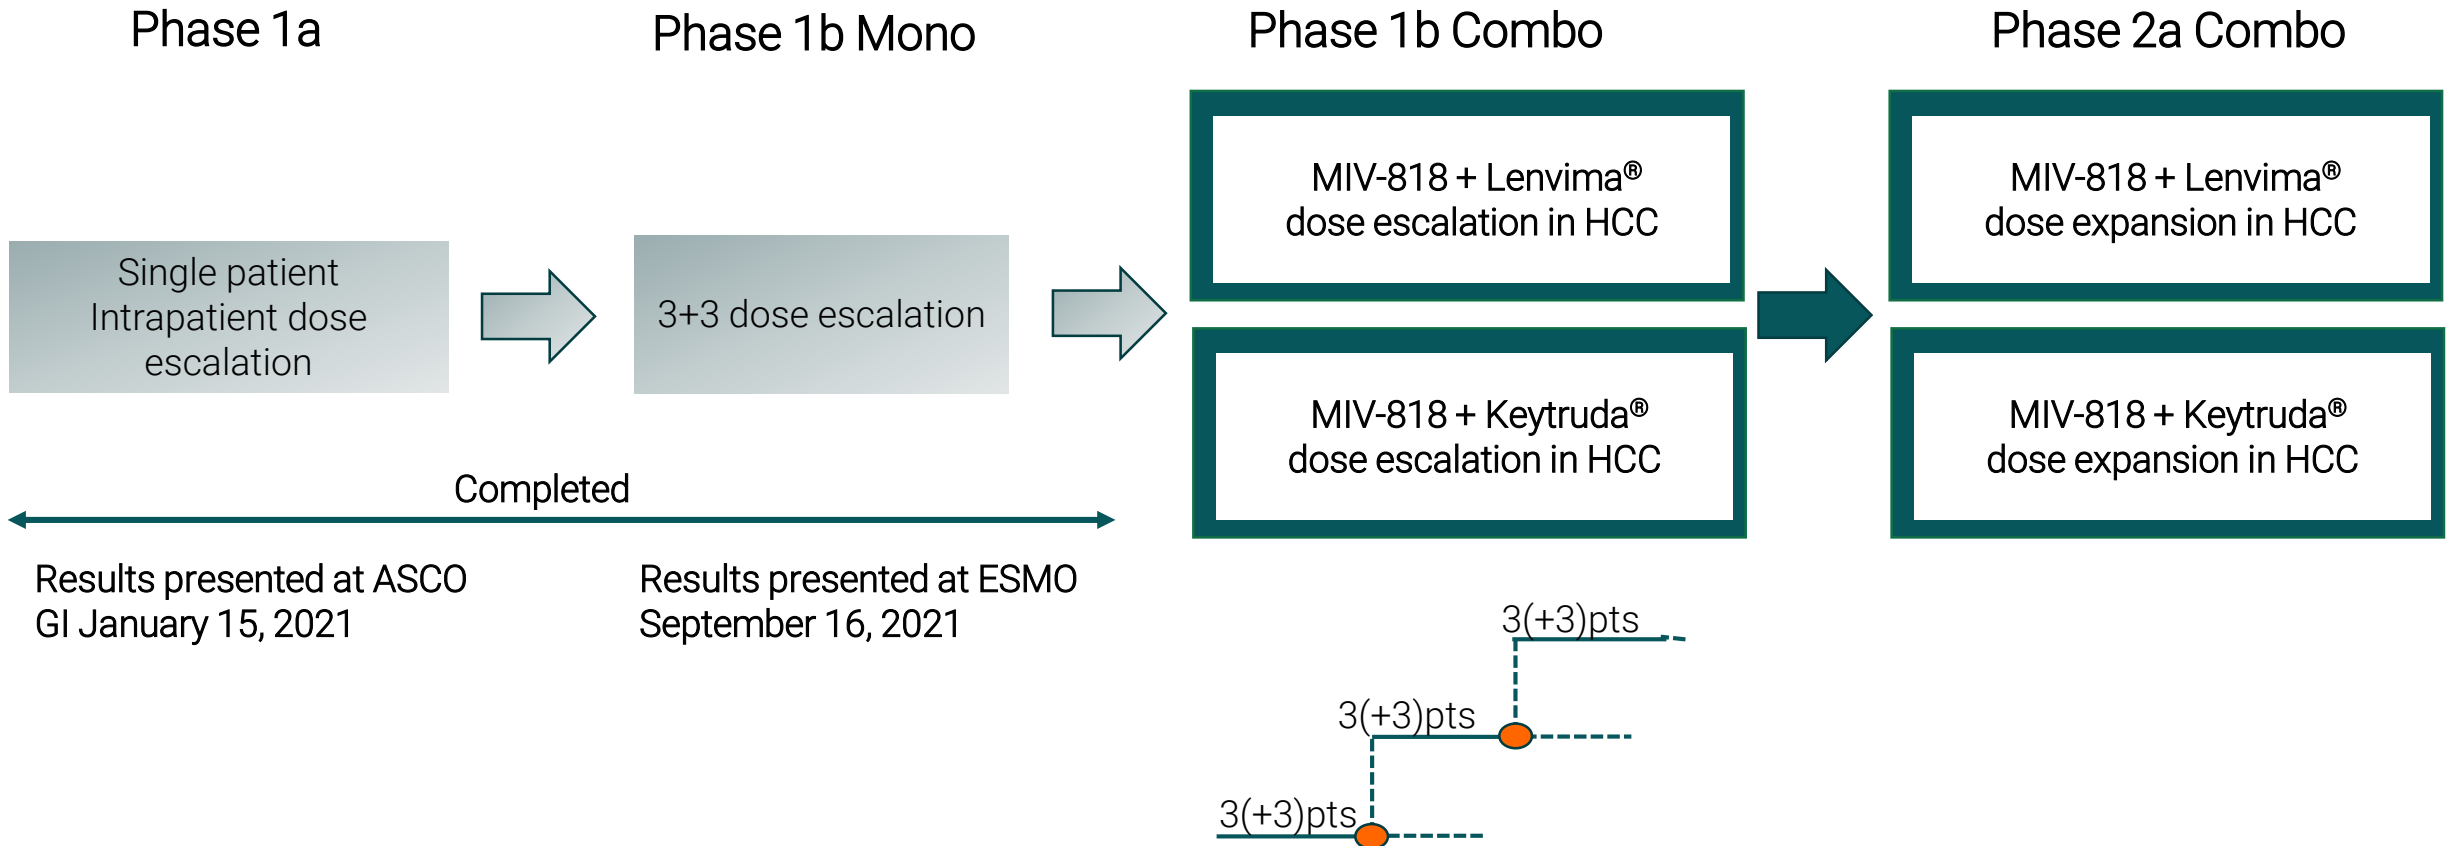 Phase 1a
Phase 1b Mono
Phase 1b Combo
Phase 2a Combo
Single patient
Intrapatient dose
escalation
3+3 dose escalation
MIV-818 + Lenvima®
dose escalation in HCC
MIV-818 + Keytruda®
dose escalation in HCC
MIV-818 + Lenvima®
dose expansion in HCC
MIV-818 + Keytruda®
dose expansion in HCC
Completed
Results presented at ASCO
GI January 15, 2021
Results presented at ESMO
September 16, 2021
3(+3)pts
3(+3)pts
3(+3)pts